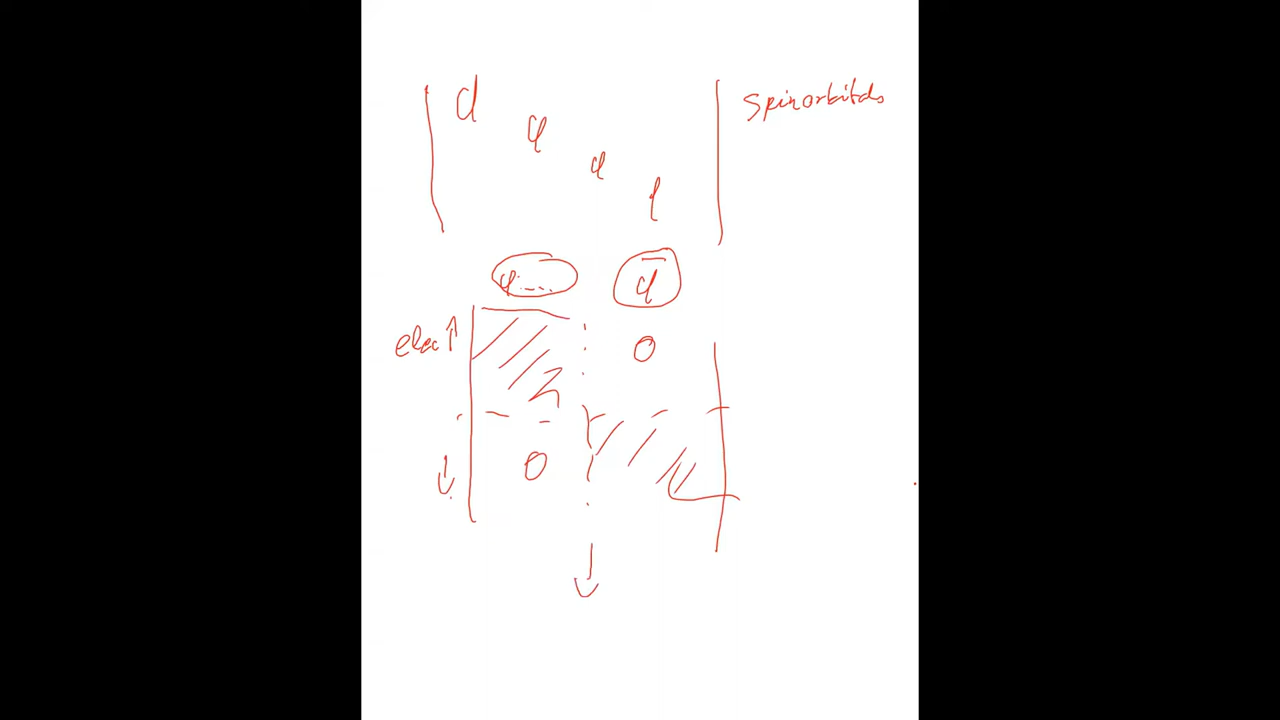 spinorbitals
φ
φ
φ.... φ̄
elec ↑ 0
↓ 0
↓